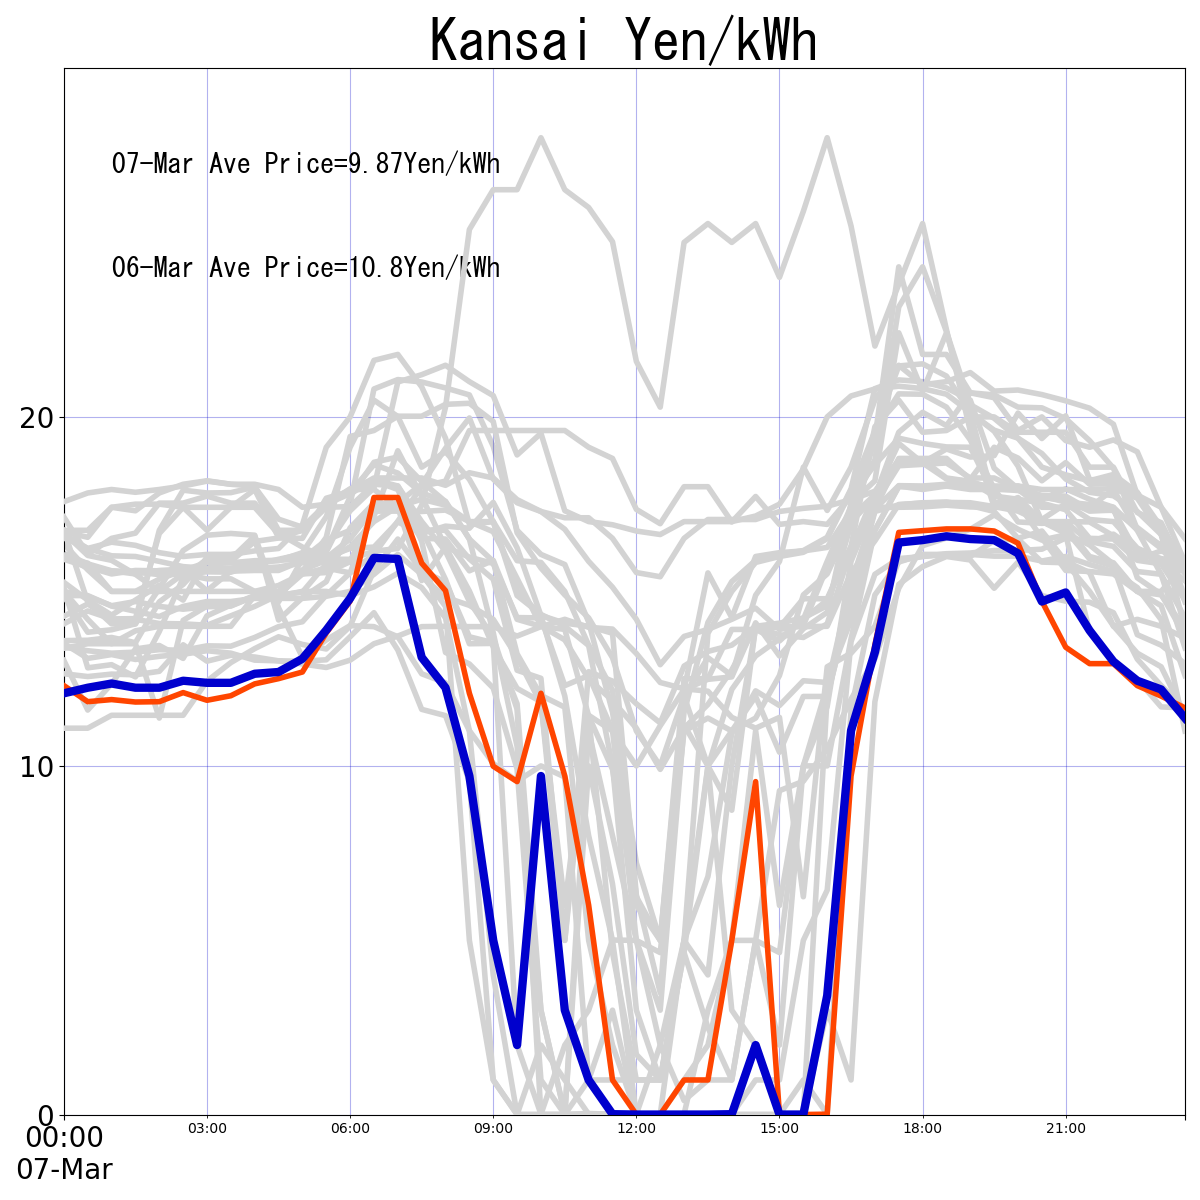 Kansai Yen/kWh
07-Mar Ave Price=9.87Yen/kWh
06-Mar Ave Price=10.8Yen/kWh
20
10
0
00:00 03:00 06:00 09:00 12:00 15:00 18:00 21:00
07-Mar